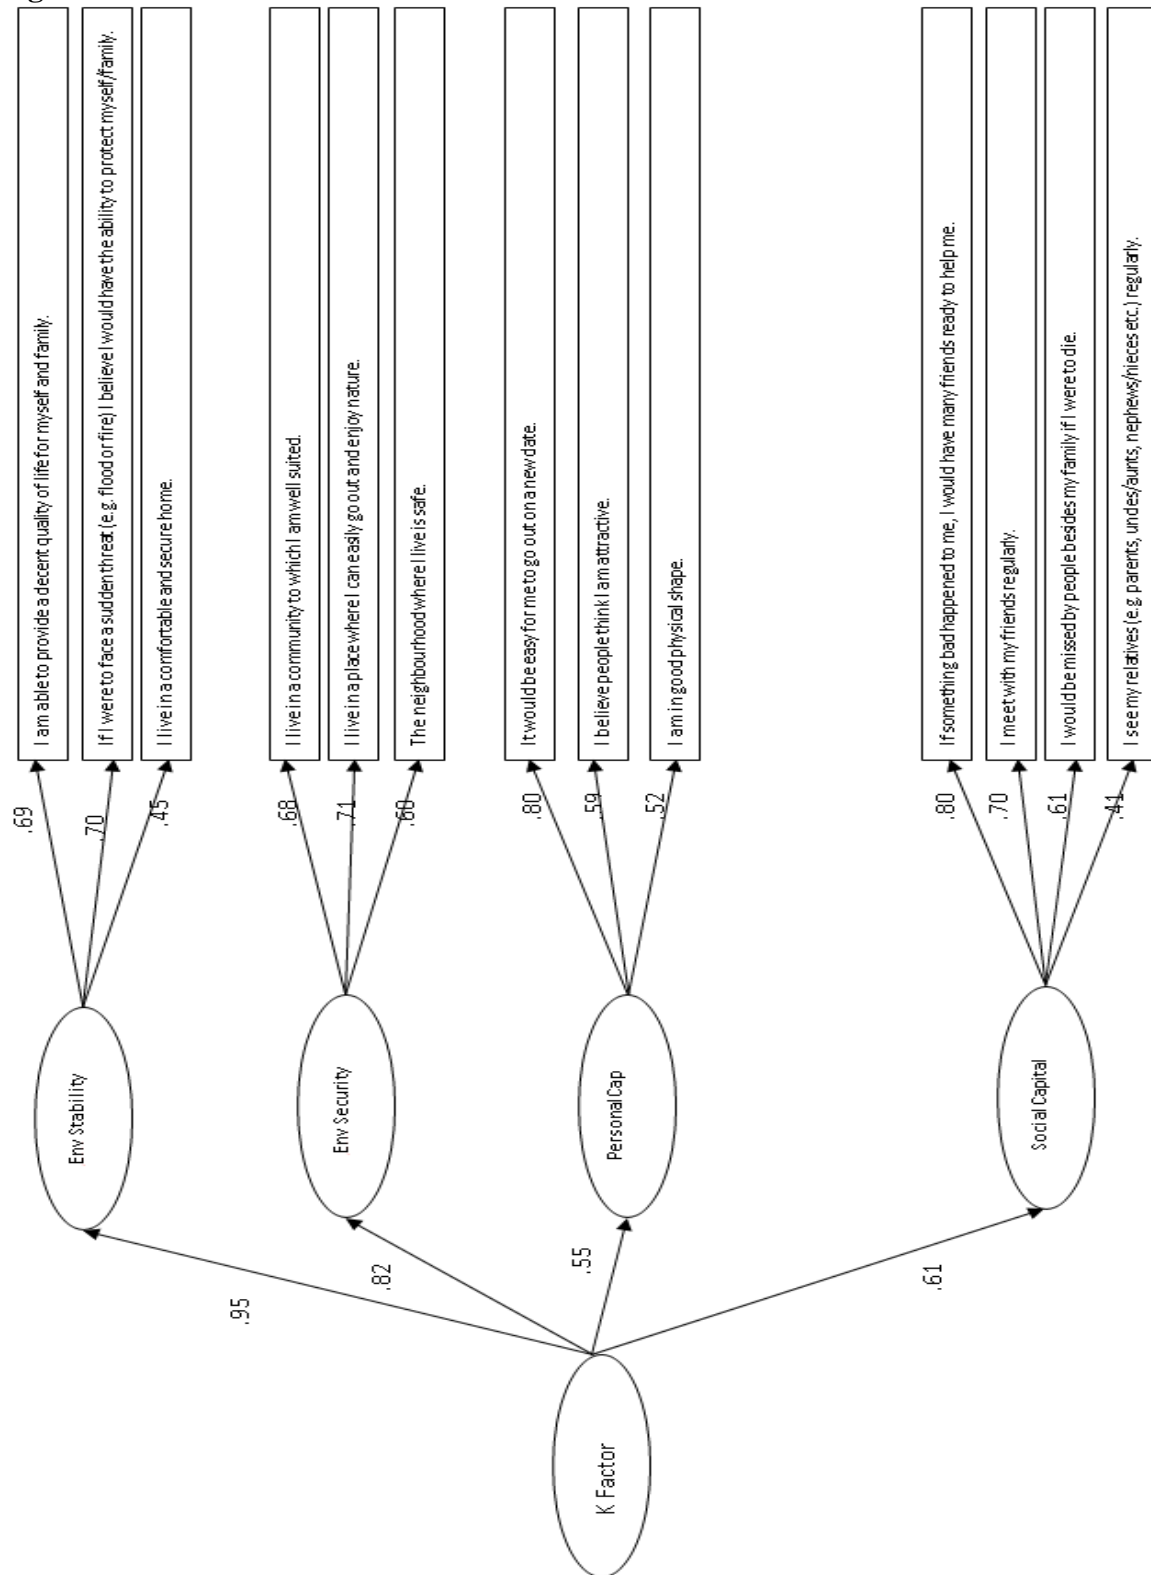 K Factor
.95
.82
.55
.61
Env Stability
Env Security
Personal Cap
Social Capital
.69
.70
.45
.68
.71
.60
.80
.59
.52
.80
.70
.61
.41
I am able to provide a decent quality of life for myself and family.
If I were to face a sudden threat (e.g. flood or fire) I believe I would have the ability to protect myself/family.
I live in a comfortable and secure home.
I live in a community to which I am well suited.
I live in a place where I can easily go out and enjoy nature.
The neighbourhood where I live is safe.
It would be easy for me to go out on a new date.
I believe people think I am attractive.
I am in good physical shape.
If something bad happened to me, I would have many friends ready to help me.
I meet with my friends regularly.
I would be missed by people besides my family if I were to die.
I see my relatives (e.g. parents, uncles/aunts, nephews/nieces etc.) regularly.